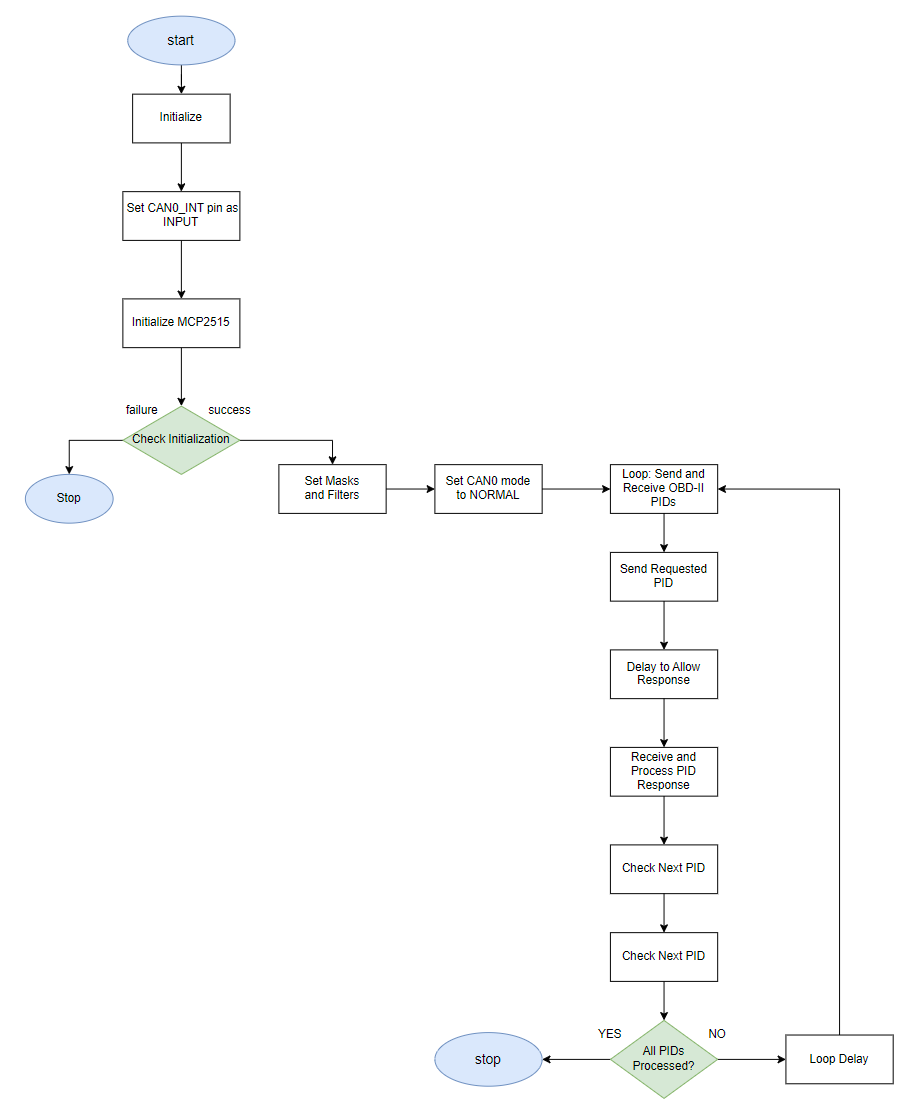 start
Initialize
Set CAN0_INT pin as
INPUT
Initialize MCP2515
failure
success
Check Initialization
Stop
Set Masks
and Filters
Set CAN0 mode
to NORMAL
Loop: Send and
Receive OBD-II
PIDs
Send Requested
PID
Delay to Allow
Response
Receive and
Process PID
Response
Check Next PID
Check Next PID
YES
NO
All PIDs
Processed?
stop
Loop Delay